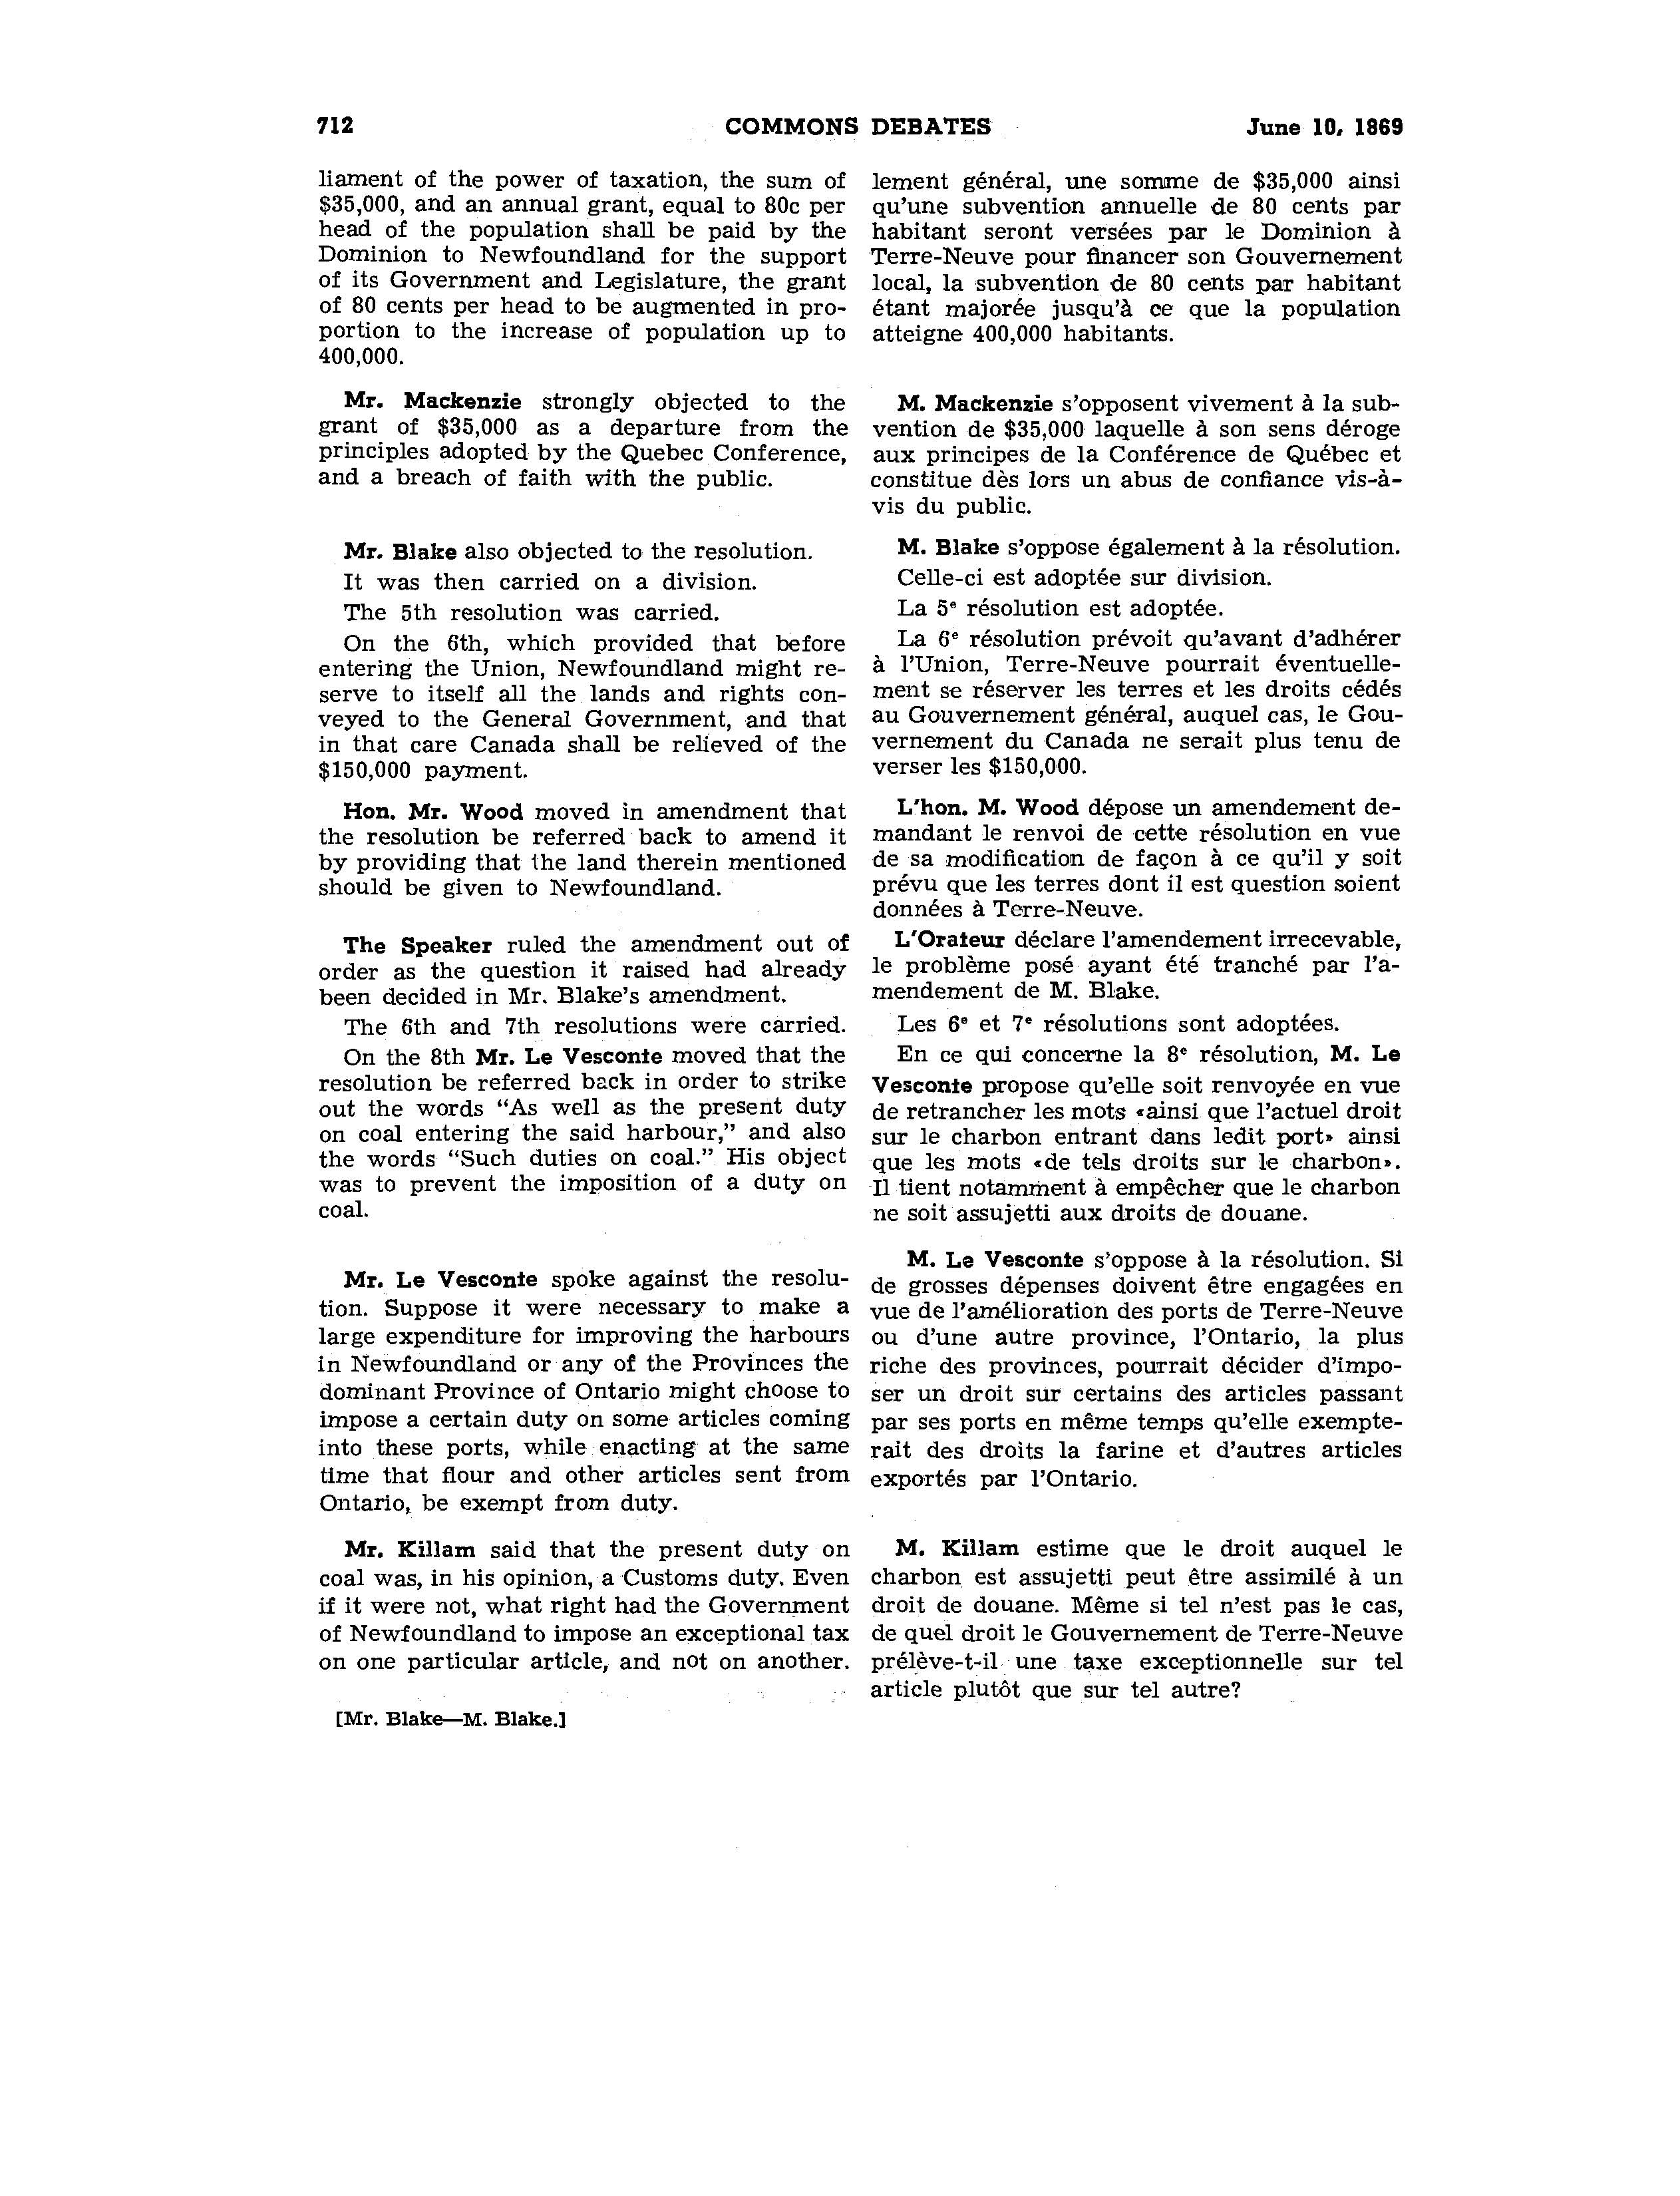 712 COMMONS DEBATES June 10, 1869
liament of the power of taxation, the sum of
$35,000, and an annual grant, equal to 80c per
head of the population shall be paid by the
Dominion to Newfoundland for the support
of its Government and Legislature, the grant
of 80 cents per head to be augmented in pro-
portion to the increase of population up to
400,000.
Mr. Mackenzie strongly objected to the
grant of $35,000 as a departure from the
principles adopted by the Quebec Conference,
and a breach of faith with the public.
Mr. Blake also objected to the resolution.
It was then carried on a division.
The 5th resolution was carried.
On the 6th, which provided that before
entering the Union, Newfoundland might re-
serve to itself all the lands and rights con-
veyed to the General Government, and that
in that care Canada shall be relieved of the
$150,000 payment.
Hon. Mr. Wood moved in amendment that
the resolution be referred back to amend it
by providing that the land therein mentioned
should be given to Newfoundland.
The Speaker ruled the amendment out of
order as the question it raised had already
been decided in Mr. Blake's amendment.
The 6th and 7th resolutions were carried.
On the 8th Mr. Le Vesconte moved that the
resolution be referred back in order to strike
out the words "As well as the present duty
on coal entering the said harbour," and also
the words "Such duties on coal." His object
was to prevent the imposition of a duty on
coal.
Mr. Le Vesconte spoke against the resolu-
tion. Suppose it were necessary to make a
large expenditure for improving the harbours
in Newfoundland or any of the Provinces the
dominant Province of Ontario might choose to
impose a certain duty on some articles coming
into these ports, while enacting at the same
time that flour and other articles sent from
Ontario, be exempt from duty.
Mr. Killam said that the present duty on
coal was, in his opinion, a Customs duty. Even
if it were not, what right had the Government
of Newfoundland to impose an exceptional tax
on one particular article, and not on another.
[Mr. Blake—M. Blake.]
lement général, une somme de $35,000 ainsi
qu'une subvention annuelle de 80 cents par
habitant seront versées par le Dominion à
Terre-Neuve pour financer son Gouvernement
local, la subvention de 80 cents par habitant
étant majorée jusqu'à ce que la population
atteigne 400,000 habitants.
M. Mackenzie s'opposent vivement à la sub-
vention de $35,000 laquelle à son sens déroge
aux principes de la Conférence de Québec et
constitue dès lors un abus de confiance vis-à-
vis du public.
M. Blake s'oppose également à la résolution.
Celle-ci est adoptée sur division.
La 5e résolution est adoptée.
La 6e résolution prévoit qu'avant d'adhérer
à l'Union, Terre-Neuve pourrait éventuelle-
ment se réserver les terres et les droits cédés
au Gouvernement général, auquel cas, le Gou-
vernement du Canada ne serait plus tenu de
verser les $150,000.
L'hon. M. Wood dépose un amendement de-
mandant le renvoi de cette résolution en vue
de sa modification de façon à ce qu'il y soit
prévu que les terres dont il est question soient
données à Terre-Neuve.
L'Orateur déclare l'amendement irrecevable,
le problème posé ayant été tranché par l'a-
mendement de M. Blake.
Les 6e et 7e résolutions sont adoptées.
En ce qui concerne la 8e résolution, M. Le
Vesconte propose qu'elle soit renvoyée en vue
de retrancher les mots «ainsi que l'actuel droit
sur le charbon entrant dans ledit port» ainsi
que les mots «de tels droits sur le charbon».
Il tient notamment à empêcher que le charbon
ne soit assujetti aux droits de douane.
M. Le Vesconte s'oppose à la résolution. Si
de grosses dépenses doivent être engagées en
vue de l'amélioration des ports de Terre-Neuve
ou d'une autre province, l'Ontario, la plus
riche des provinces, pourrait décider d'impo-
ser un droit sur certains des articles passant
par ses ports en même temps qu'elle exempte-
rait des droits la farine et d'autres articles
exportés par l'Ontario.
M. Killam estime que le droit auquel le
charbon est assujetti peut être assimilé à un
droit de douane. Même si tel n'est pas le cas,
de quel droit le Gouvernement de Terre-Neuve
prélève-t-il une taxe exceptionnelle sur tel
article plutôt que sur tel autre?